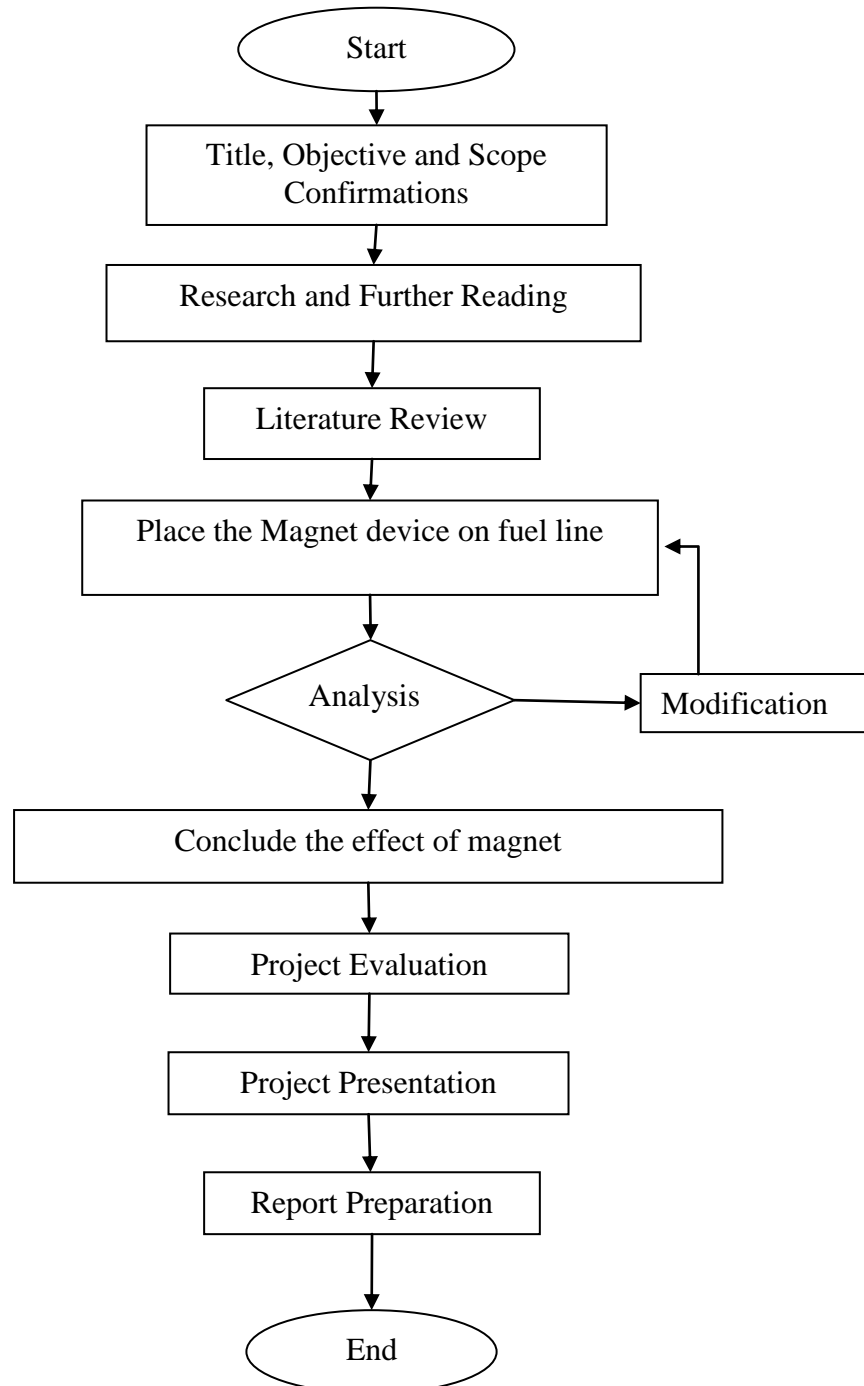 Start
Title, Objective and Scope
Confirmations
Research and Further Reading
Literature Review
Place the Magnet device on fuel line
Analysis
Modification
Conclude the effect of magnet
Project Evaluation
Project Presentation
Report Preparation
End